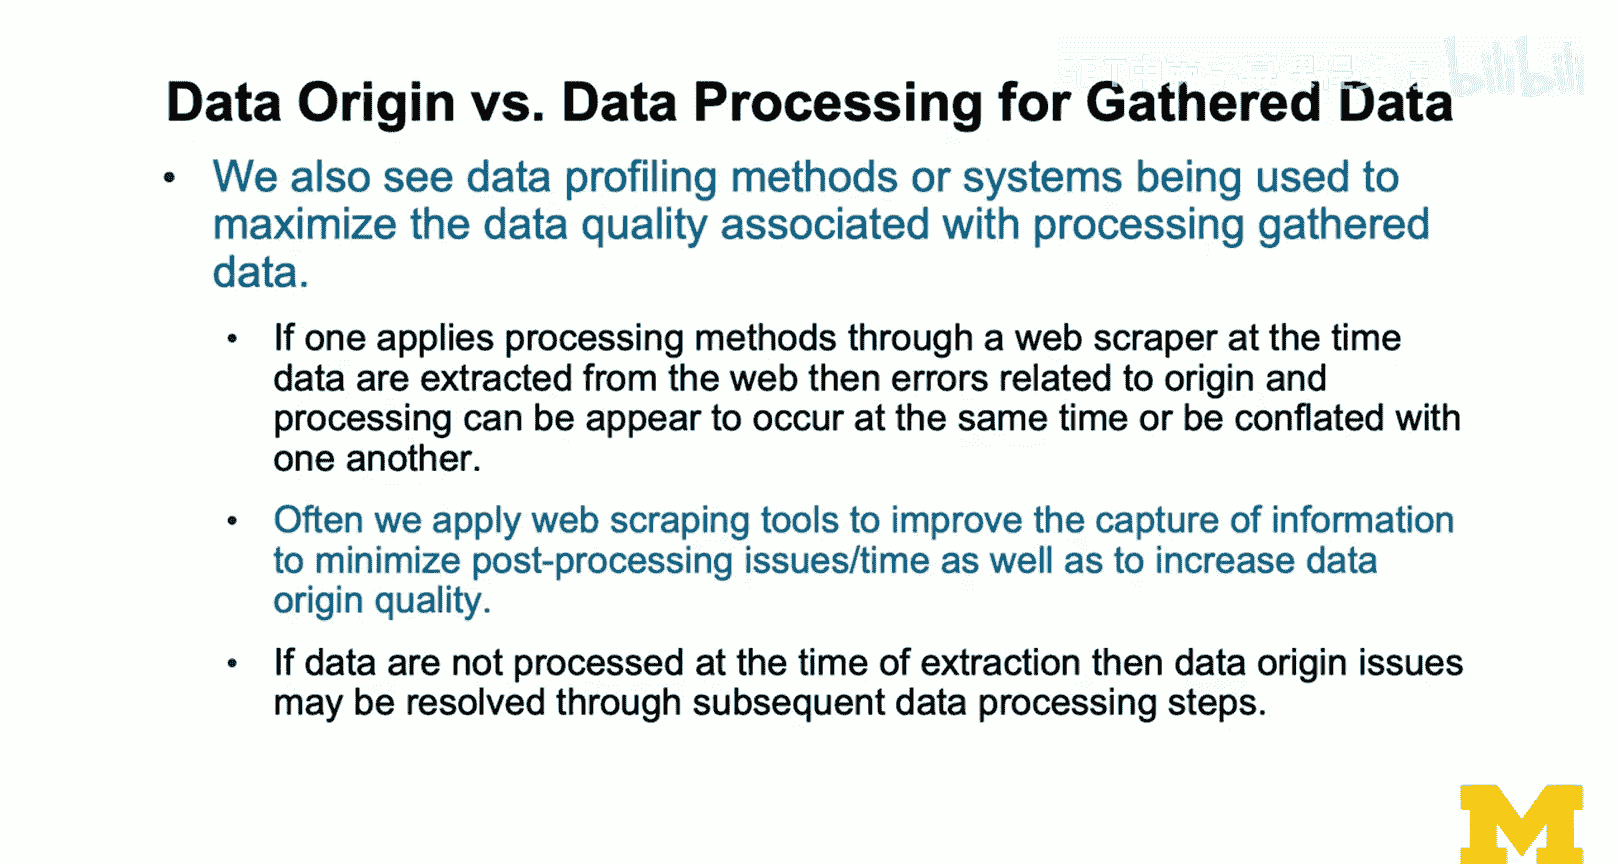 Data Origin vs. Data Processing for Gathered Data
bilibili
• We also see data profiling methods or systems being used to
maximize the data quality associated with processing gathered
data.
• If one applies processing methods through a web scraper at the time
data are extracted from the web then errors related to origin and
processing can be appear to occur at the same time or be conflated with
one another.
• Often we apply web scraping tools to improve the capture of information
to minimize post-processing issues/time as well as to increase data
origin quality.
• If data are not processed at the time of extraction then data origin issues
may be resolved through subsequent data processing steps.
M